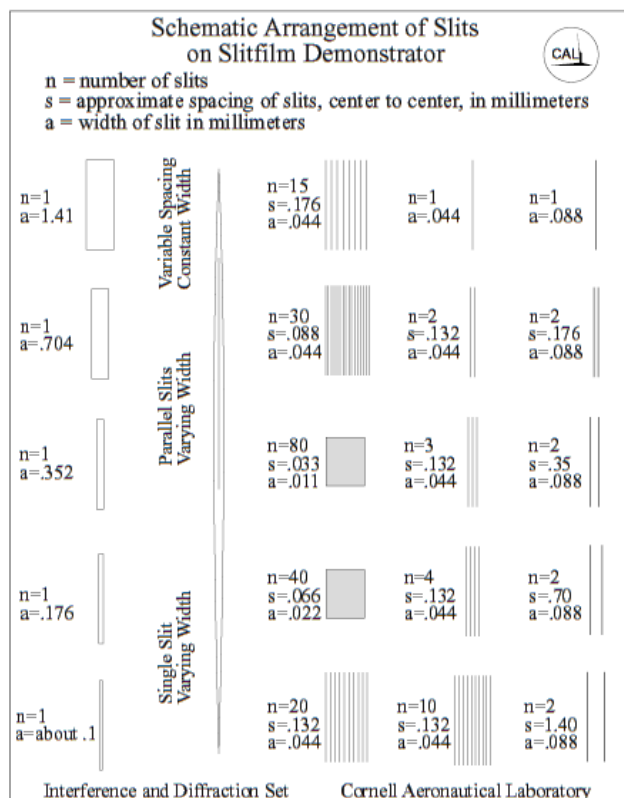 Schematic Arrangement of Slits
on Slitfilm Demonstrator
CAL
n = number of slits
s = approximate spacing of slits, center to center, in millimeters
a = width of slit in millimeters
n=1
a=1.41
n=1
a=.704
n=1
a=.352
n=1
a=.176
n=1
a=about .1
Variable Spacing
Constant Width
Parallel Slits
Varying Width
Single Slit
Varying Width
n=15
s=.176
a=.044
n=30
s=.088
a=.044
n=80
s=.033
a=.011
n=40
s=.066
a=.022
n=20
s=.132
a=.044
n=1
a=.044
n=2
s=.132
a=.044
n=3
s=.132
a=.044
n=4
s=.132
a=.044
n=10
s=.132
a=.044
n=1
a=.088
n=2
s=.176
a=.088
n=2
s=.35
a=.088
n=2
s=.70
a=.088
n=2
s=1.40
a=.088
Interference and Diffraction Set
Cornell Aeronautical Laboratory